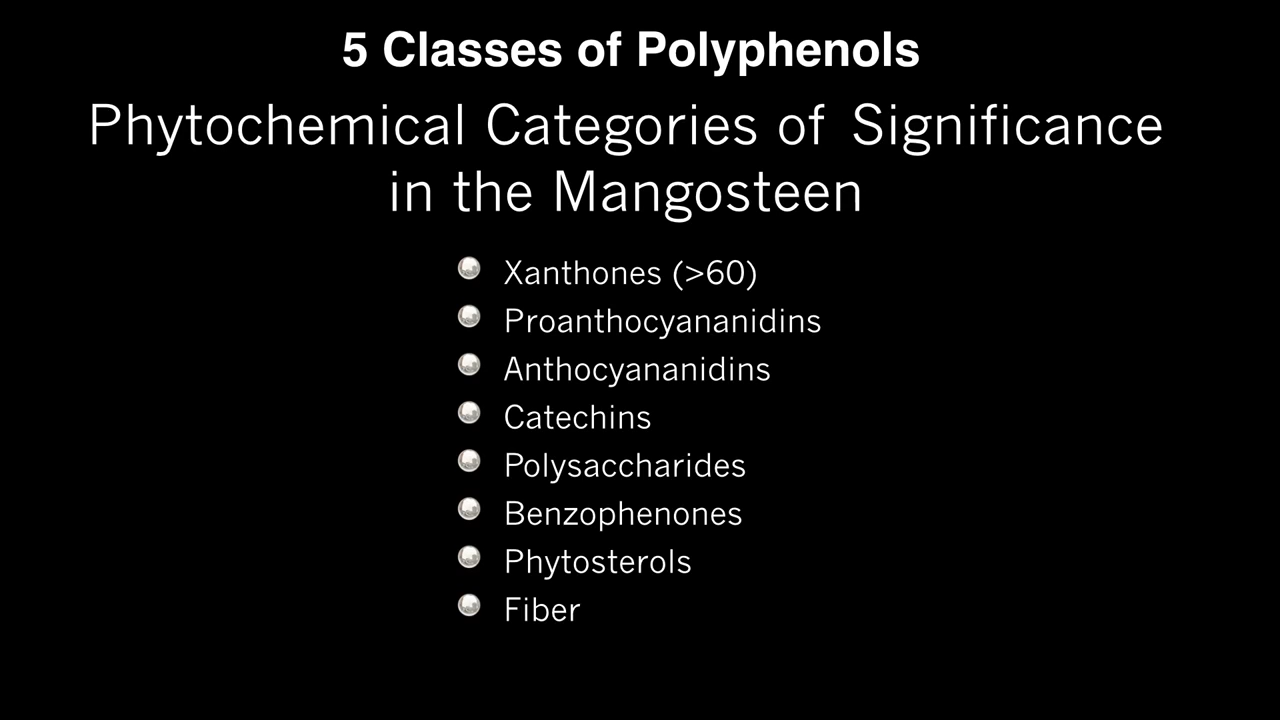 5 Classes of Polyphenols
Phytochemical Categories of Significance
in the Mangosteen
Xanthones (>60)
Proanthocyananidins
Anthocyananidins
Catechins
Polysaccharides
Benzophenones
Phytosterols
Fiber